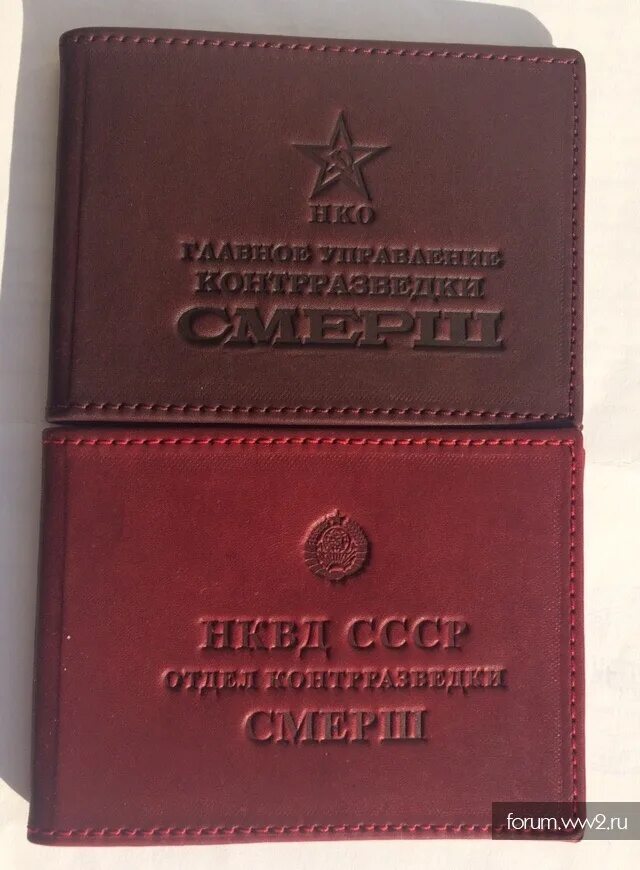 НКО
ГЛАВНОЕ УПРАВЛЕНИЕ
КОНТРРАЗВЕДКИ
СМЕРШ
НКВД СССР
ОТДЕЛ КОНТРРАЗВЕДКИ
СМЕРШ
forum.ww2.ru